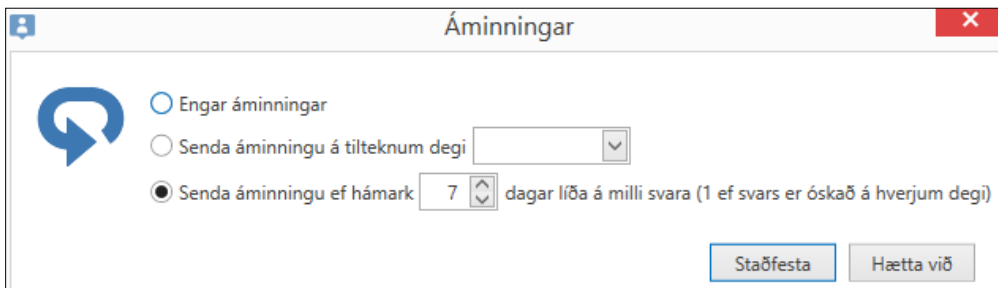 Áminningar
Engar áminningar
Senda áminningu á tilteknum degi
Senda áminningu ef hámark 7 dagar líða á milli svara (1 ef svars er óskað á hverjum degi)
Staðfesta Hætta við